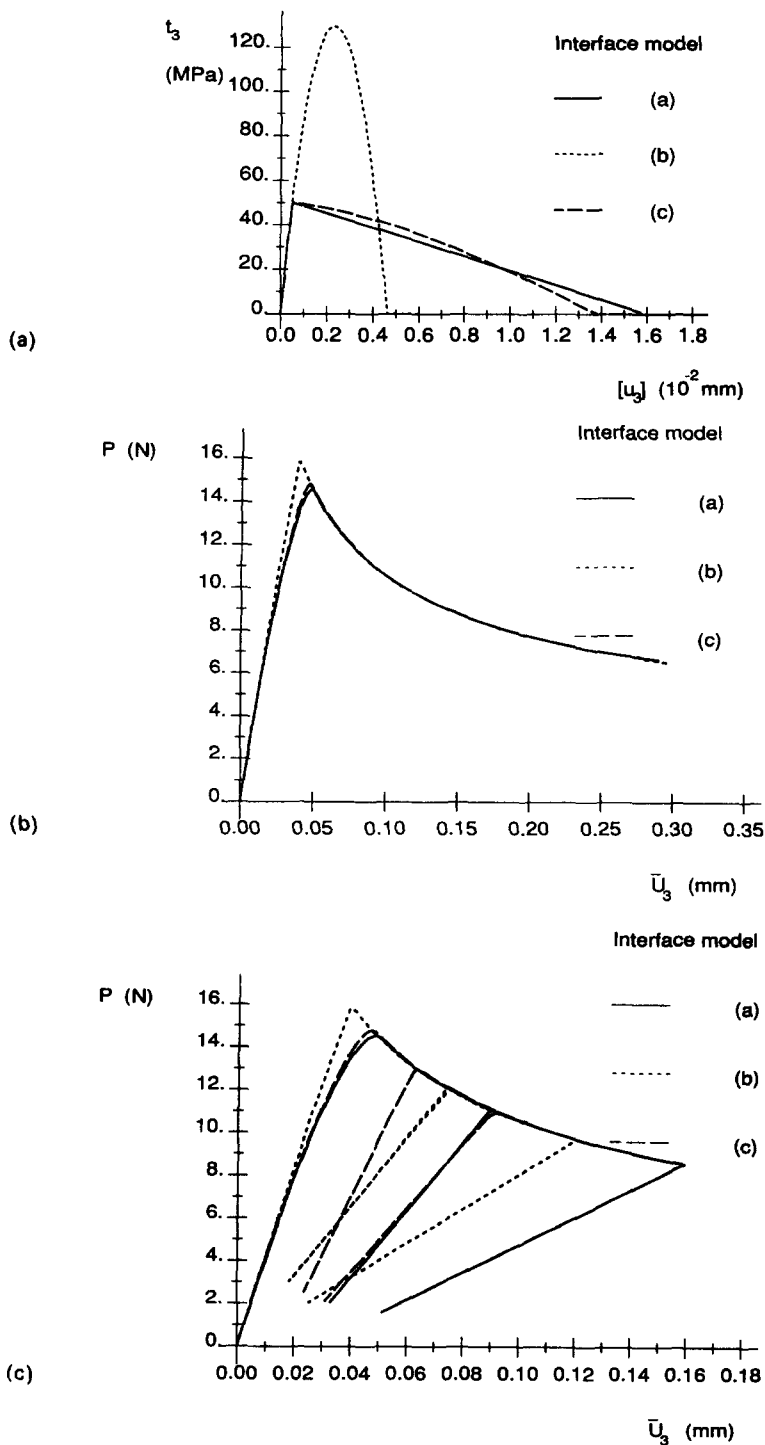 t3
(MPa)
120.
100.
80.
60.
40.
20.
0.
0.0 0.2 0.4 0.6 0.8 1.0 1.2 1.4 1.6 1.8
[u3] (10-2 mm)
Interface model
(a)
(b)
(c)
(a)
P (N)
16.
14.
12.
10.
8.
6.
4.
2.
0.
0.00 0.05 0.10 0.15 0.20 0.25 0.30 0.35
Ū3 (mm)
Interface model
(a)
(b)
(c)
(b)
P (N)
16.
14.
12.
10.
8.
6.
4.
2.
0.
0.00 0.02 0.04 0.06 0.08 0.10 0.12 0.14 0.16 0.18
Ū3 (mm)
Interface model
(a)
(b)
(c)
(c)